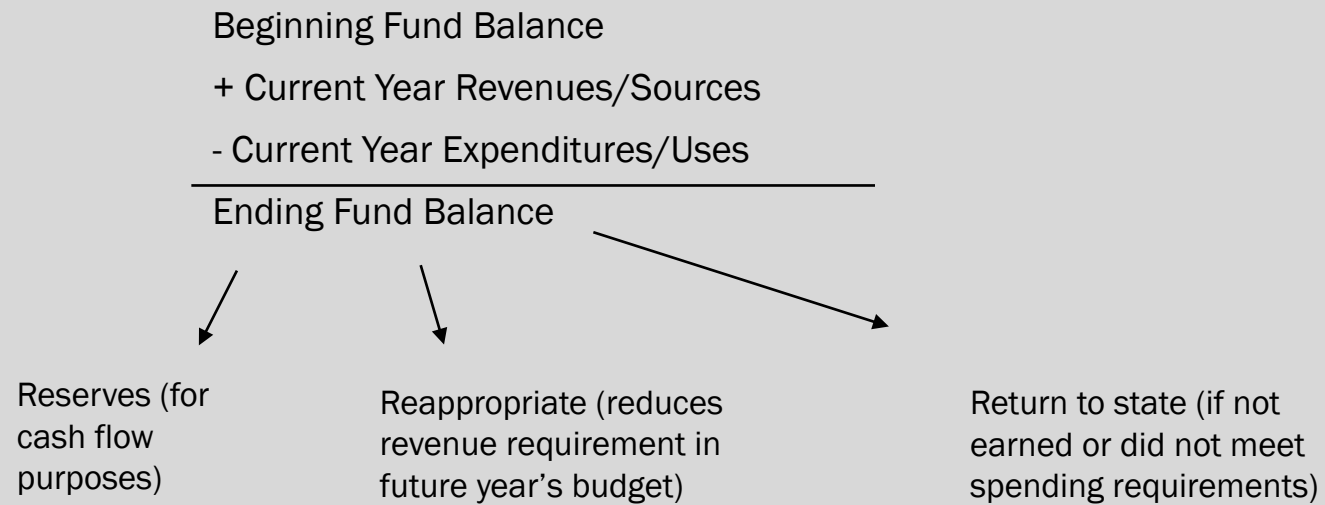 Beginning Fund Balance
+ Current Year Revenues/Sources
- Current Year Expenditures/Uses
Ending Fund Balance
Reserves (for
cash flow
purposes)
Reappropriate (reduces
revenue requirement in
future year’s budget)
Return to state (if not
earned or did not meet
spending requirements)